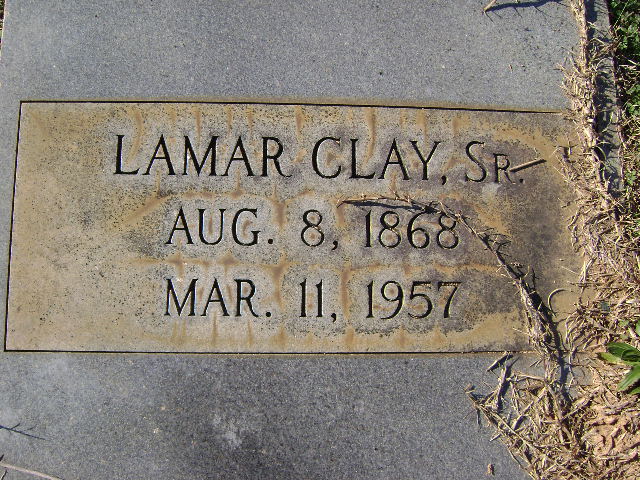 LAMAR CLAY, SR.
AUG. 8, 1868
MAR. 11, 1957